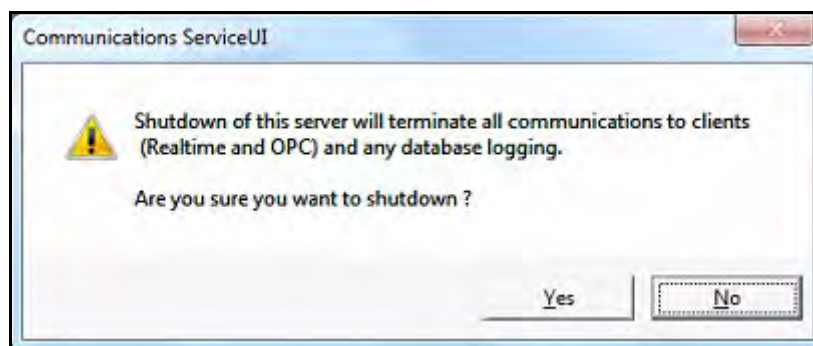 Communications ServiceUI
Shutdown of this server will terminate all communications to clients
(Realtime and OPC) and any database logging.
Are you sure you want to shutdown ?
Yes
No